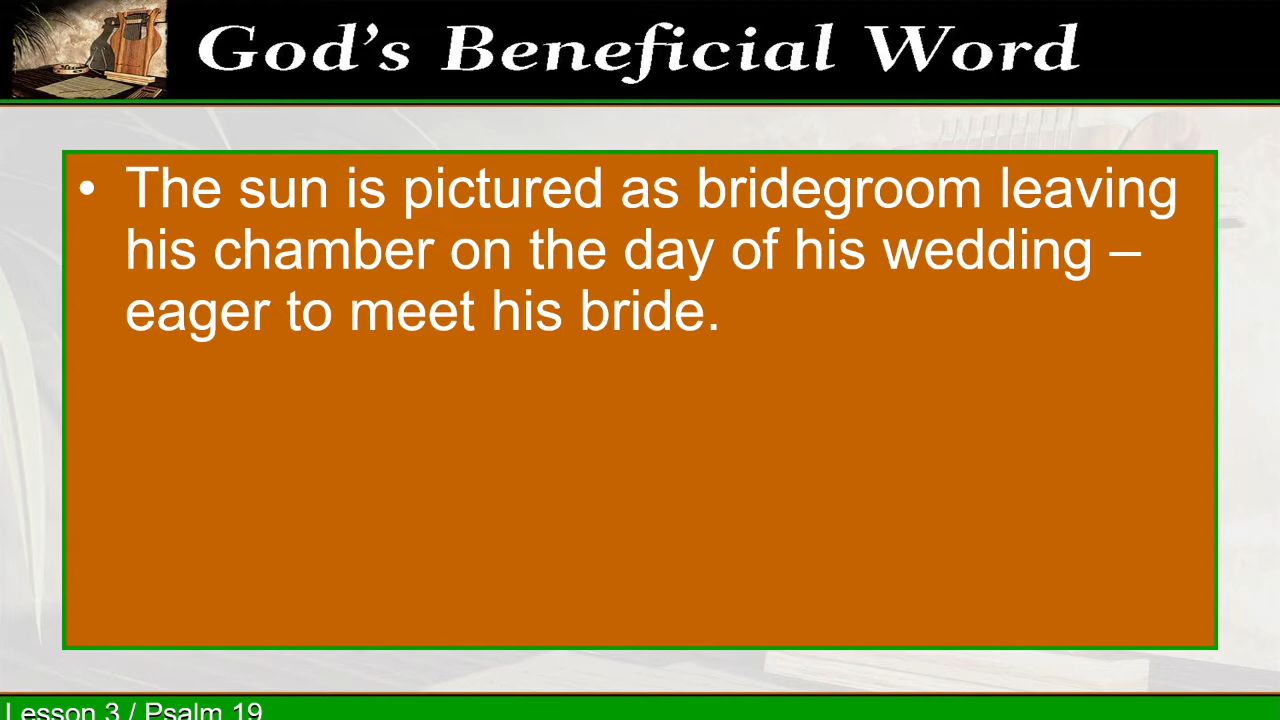 God's Beneficial Word
• The sun is pictured as bridegroom leaving
his chamber on the day of his wedding –
eager to meet his bride.
Lesson 3 / Psalm 19